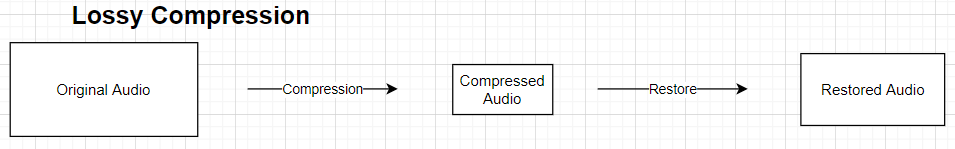 Lossy Compression
Original Audio
Compression
Compressed
Audio
Restore
Restored Audio